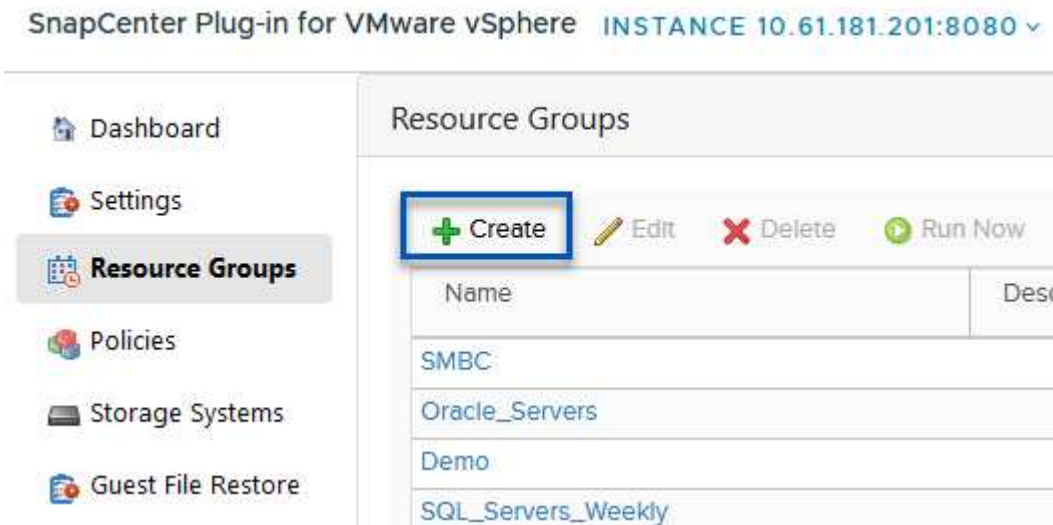 SnapCenter Plug-in for VMware vSphere INSTANCE 10.61.181.201:8080
Dashboard
Settings
Resource Groups
Policies
Storage Systems
Guest File Restore
Resource Groups
Create Edit Delete Run Now
Name Desc
SMBC
Oracle_Servers
Demo
SQL_Servers_Weekly